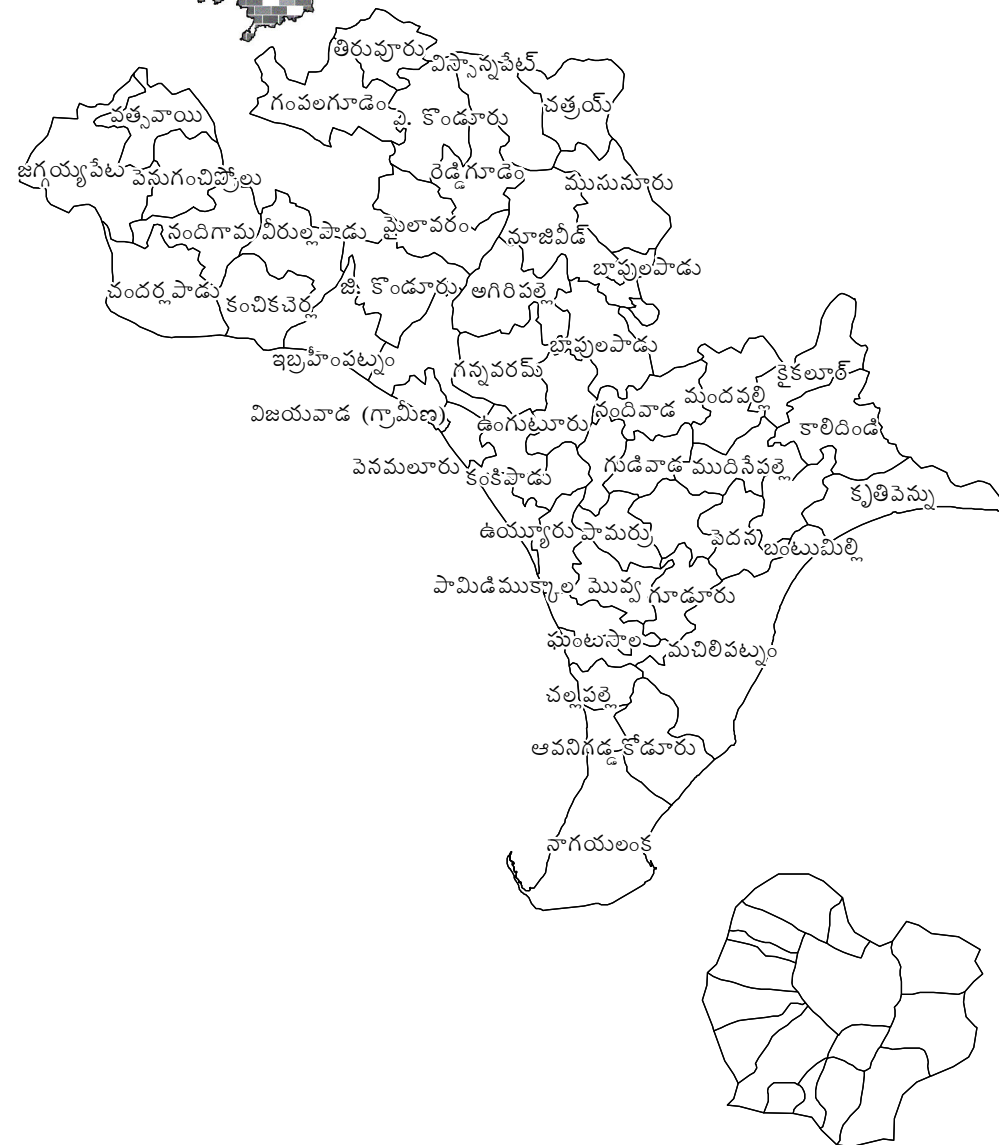 తిరువూరు
విస్సాన్నపేట్
గంపలగూడెం
చత్రయ్
వత్సవాయి
ఎ. కొండూరు
జగ్గయ్యపేట
పెనుగంచిప్రోలు
రెడ్డిగూడెం
ముసునూరు
నందిగామ
వీరుల్లపాడు
మైలావరం
నూజివీడ్
బాపులపాడు
చందర్లపాడు
కంచికచెర్ల
జి. కొండూరు
అగిరిపల్లె
ఇబ్రహీంపట్నం
బాపులపాడు
గన్నవరమ్
కైకలూర్
విజయవాడ (గ్రామీణ)
ఉంగుటూరు
నందివాడ
మందవల్లి
కాలిదిండి
పెనమలూరు
కంకిపాడు
గుడివాడ
ముదినేపల్లె
కృతివెన్ను
ఉయ్యూరు
పామర్రు
పెదన
బంటుమిల్లి
పామిడిముక్కాల
మొవ్వ
గూడూరు
ఘంటసాల
మచిలిపట్నం
చల్లపల్లె
ఆవనిగడ్డ
కోడూరు
నాగయలంక